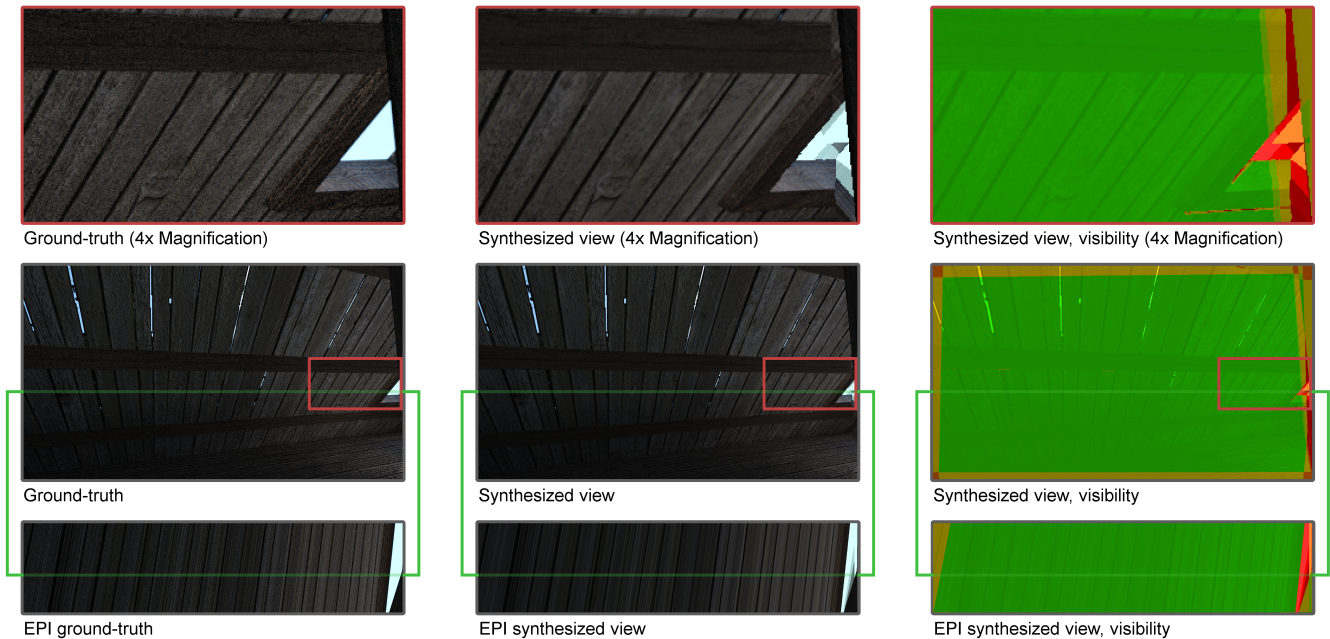 Ground-truth (4x Magnification)
Synthesized view (4x Magnification)
Synthesized view, visibility (4x Magnification)
Ground-truth
Synthesized view
Synthesized view, visibility
EPI ground-truth
EPI synthesized view
EPI synthesized view, visibility